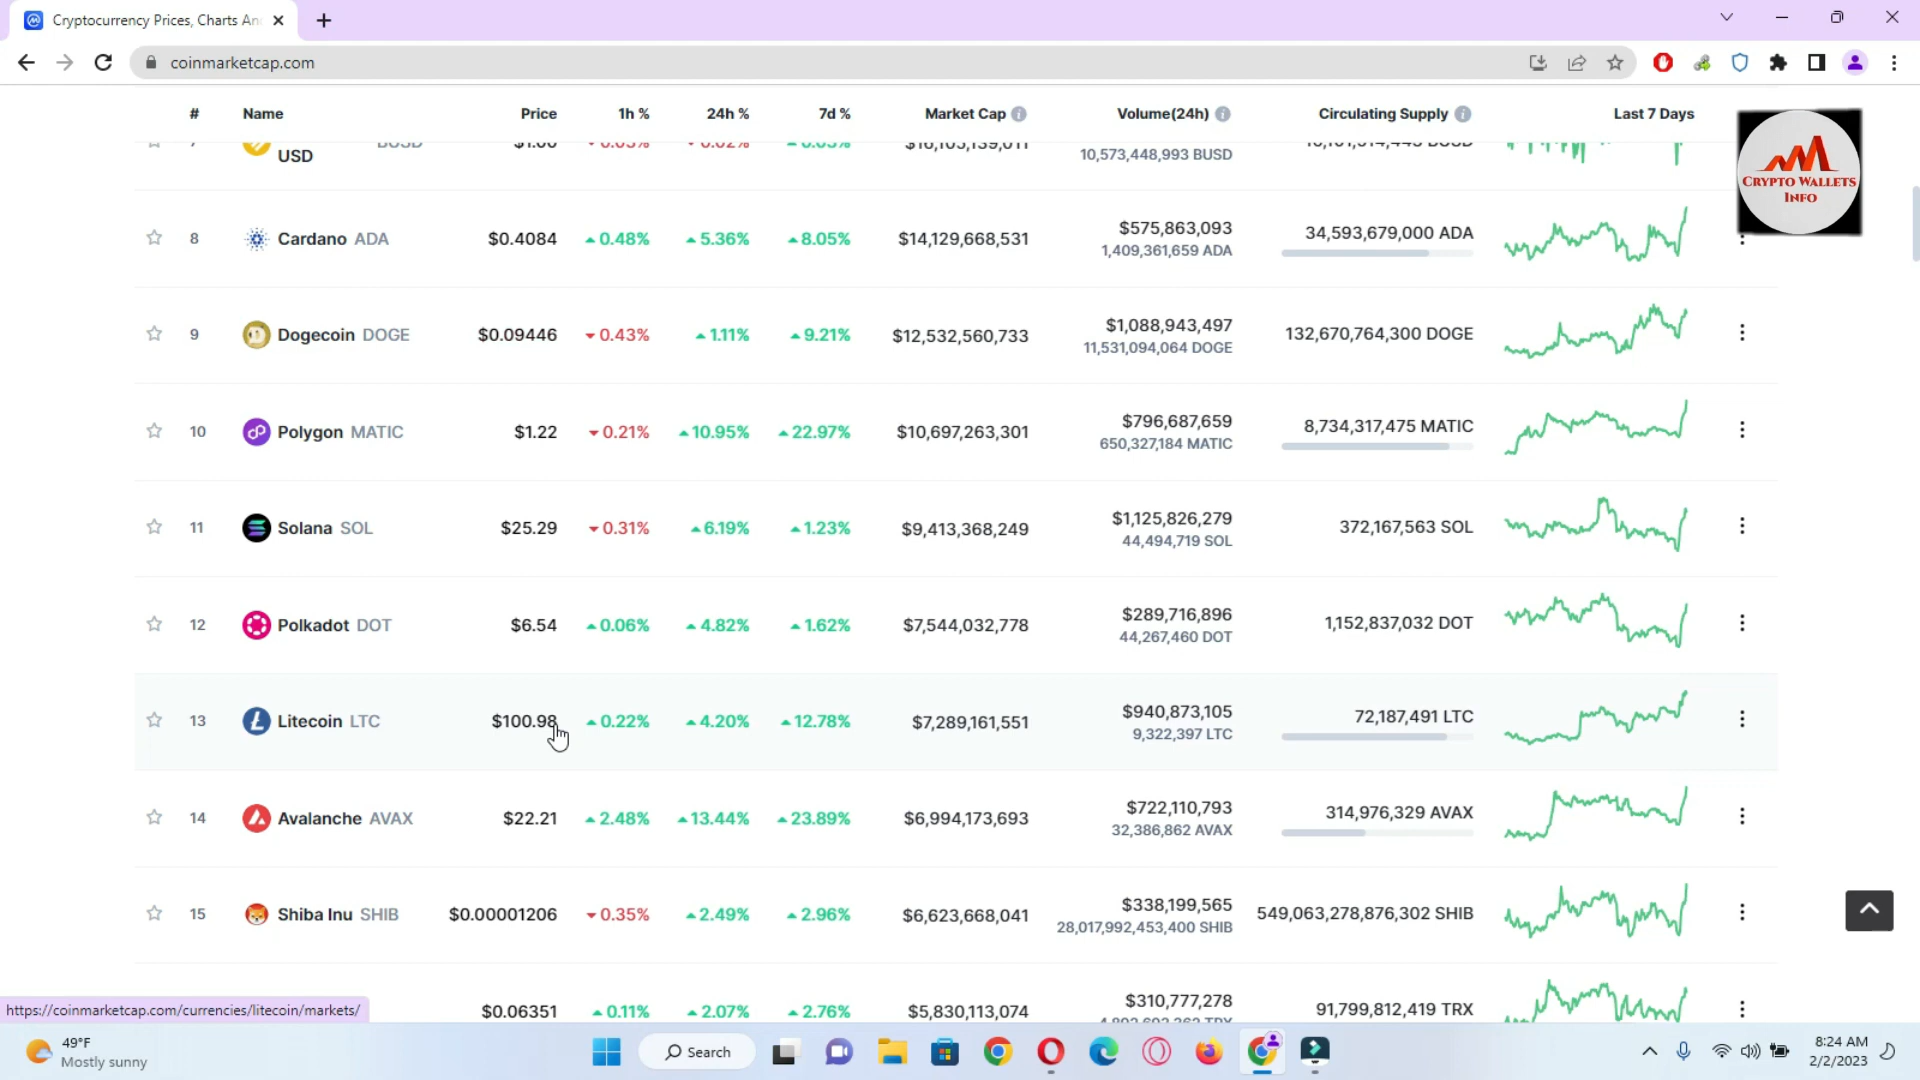 Cryptocurrency Prices, Charts An
coinmarketcap.com
# Name Price 1h % 24h % 7d % Market Cap Volume(24h) Circulating Supply Last 7 Days
CRYPTO WALLETS
INFO
USD 10,573,448,993 BUSD
8 Cardano ADA $0.4084 0.48% 5.36% 8.05% $14,129,668,531 $575,863,093 34,593,679,000 ADA
1,409,361,659 ADA
9 Dogecoin DOGE $0.09446 0.43% 1.11% 9.21% $12,532,560,733 $1,088,943,497 132,670,764,300 DOGE
11,531,094,064 DOGE
10 Polygon MATIC $1.22 0.21% 10.95% 22.97% $10,697,263,301 $796,687,659 8,734,317,475 MATIC
650,327,184 MATIC
11 Solana SOL $25.29 0.31% 6.19% 1.23% $9,413,368,249 $1,125,826,279 372,167,563 SOL
44,494,719 SOL
12 Polkadot DOT $6.54 0.06% 4.82% 1.62% $7,544,032,778 $289,716,896 1,152,837,032 DOT
44,267,460 DOT
13 Litecoin LTC $100.98 0.22% 4.20% 12.78% $7,289,161,551 $940,873,105 72,187,491 LTC
9,322,397 LTC
14 Avalanche AVAX $22.21 2.48% 13.44% 23.89% $6,994,173,693 $722,110,793 314,976,329 AVAX
32,386,862 AVAX
15 Shiba Inu SHIB $0.00001206 0.35% 2.49% 2.96% $6,623,668,041 $338,199,565 549,063,278,876,302 SHIB
28,017,992,453,400 SHIB
$0.06351 0.11% 2.07% 2.76% $5,830,113,074 $310,777,278 91,799,812,419 TRX
https://coinmarketcap.com/currencies/litecoin/markets/
49°F
Mostly sunny
Search
8:24 AM
2/2/2023